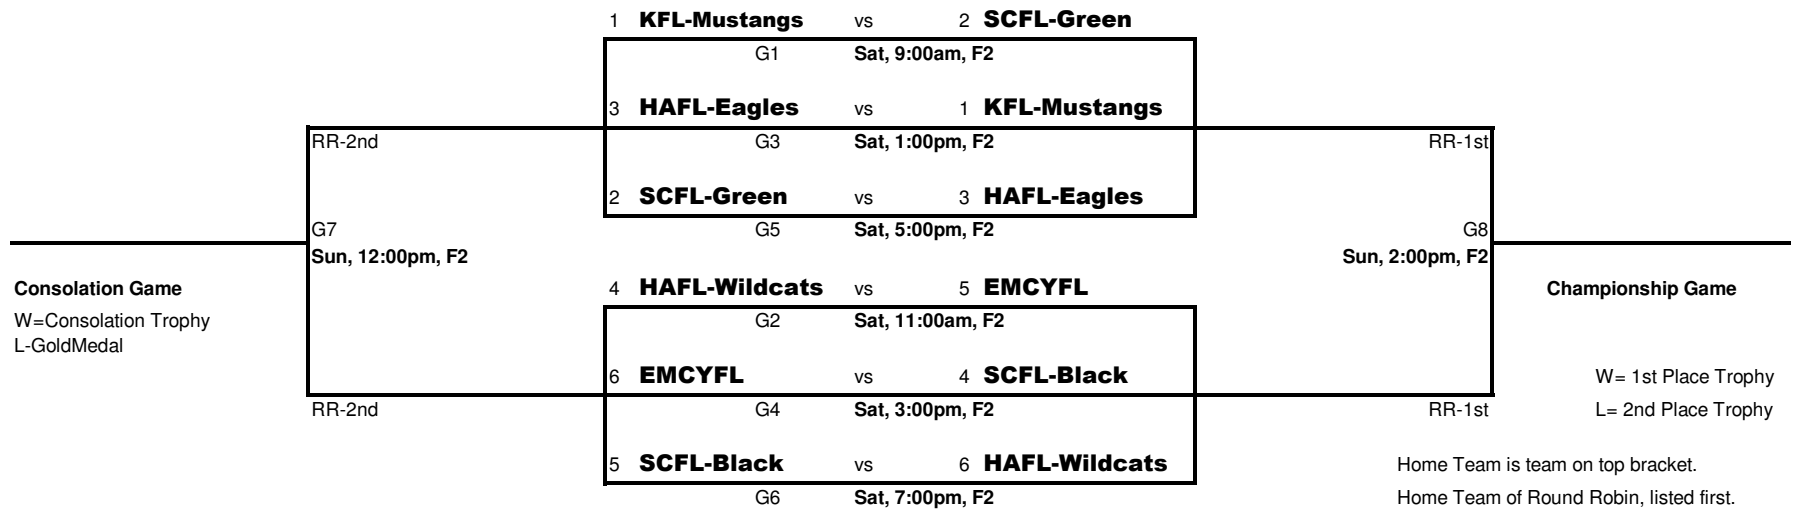 1 KFL-Mustangs vs 2 SCFL-Green
G1 Sat, 9:00am, F2
3 HAFL-Eagles vs 1 KFL-Mustangs
RR-2nd G3 Sat, 1:00pm, F2 RR-1st
2 SCFL-Green vs 3 HAFL-Eagles
G7 G5 Sat, 5:00pm, F2 G8
Sun, 12:00pm, F2 Sun, 2:00pm, F2
Consolation Game 4 HAFL-Wildcats vs 5 EMCYFL Championship Game
W=Consolation Trophy G2 Sat, 11:00am, F2
L-GoldMedal
6 EMCYFL vs 4 SCFL-Black W= 1st Place Trophy
RR-2nd G4 Sat, 3:00pm, F2 RR-1st L= 2nd Place Trophy
5 SCFL-Black vs 6 HAFL-Wildcats Home Team is team on top bracket.
G6 Sat, 7:00pm, F2 Home Team of Round Robin, listed first.